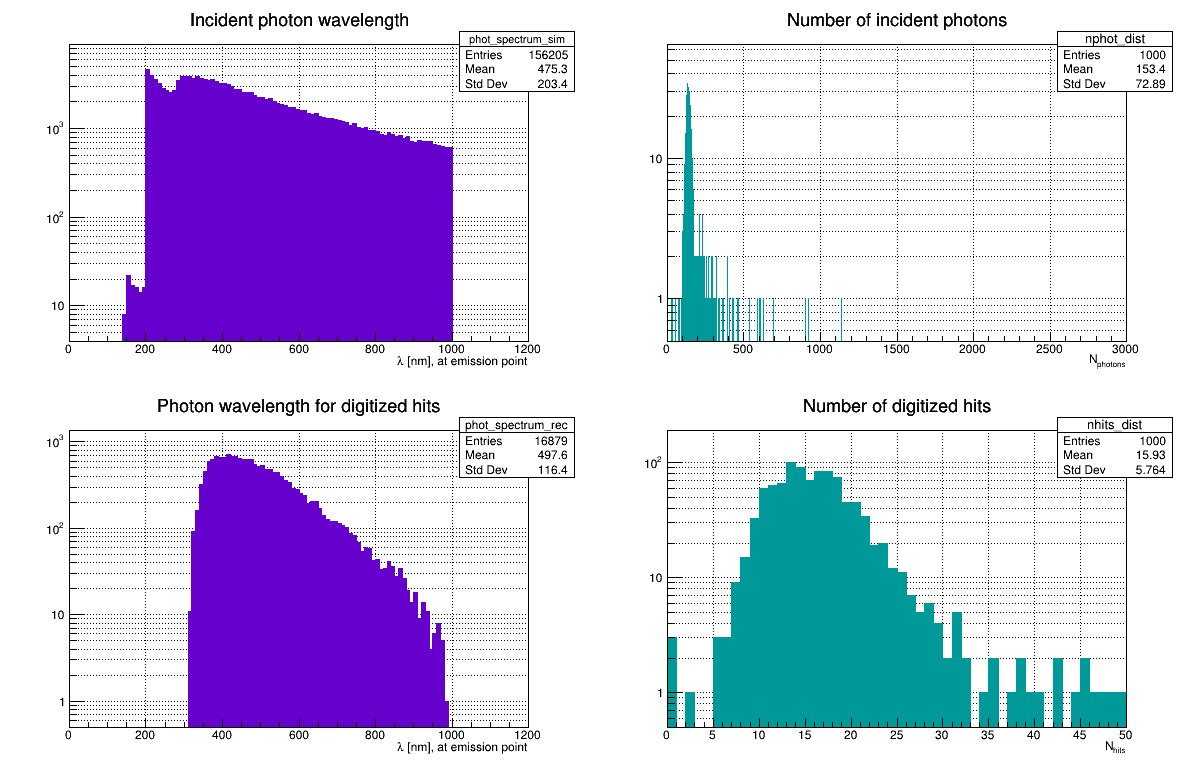 Incident photon wavelength
phot_spectrum_sim
Entries 156205
Mean 475.3
Std Dev 203.4
10³
10²
10
0 200 400 600 800 1000 1200
λ [nm], at emission point
Number of incident photons
nphot_dist
Entries 1000
Mean 153.4
Std Dev 72.89
10
1
0 500 1000 1500 2000 2500 3000
Nphotons
Photon wavelength for digitized hits
phot_spectrum_rec
Entries 16879
Mean 497.6
Std Dev 116.4
10³
10²
10
1
0 200 400 600 800 1000 1200
λ [nm], at emission point
Number of digitized hits
nhits_dist
Entries 1000
Mean 15.93
Std Dev 5.764
10²
10
1
0 5 10 15 20 25 30 35 40 45 50
Nhits